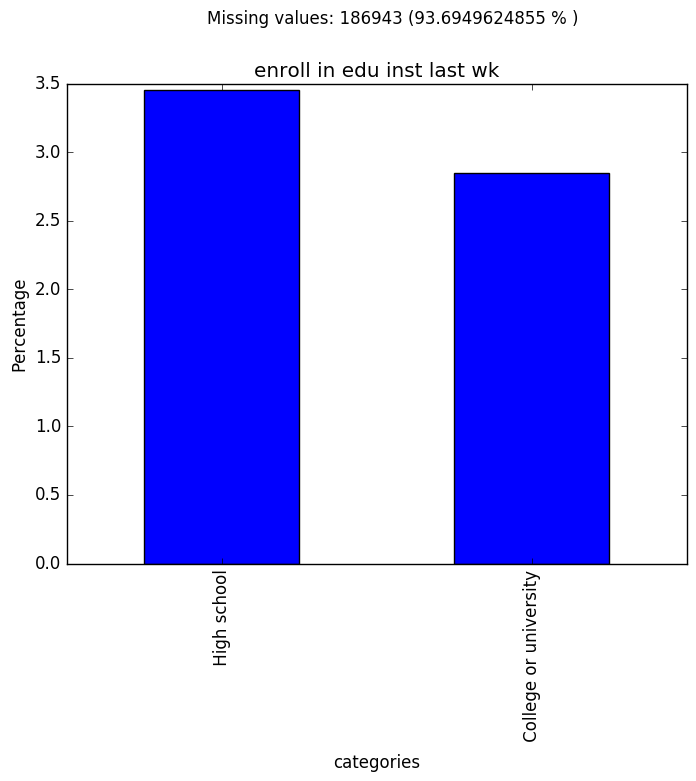 Missing values: 186943 (93.6949624855 % )
enroll in edu inst last wk
3.5
3.0
2.5
2.0
1.5
1.0
0.5
0.0
Percentage
High school
College or university
categories